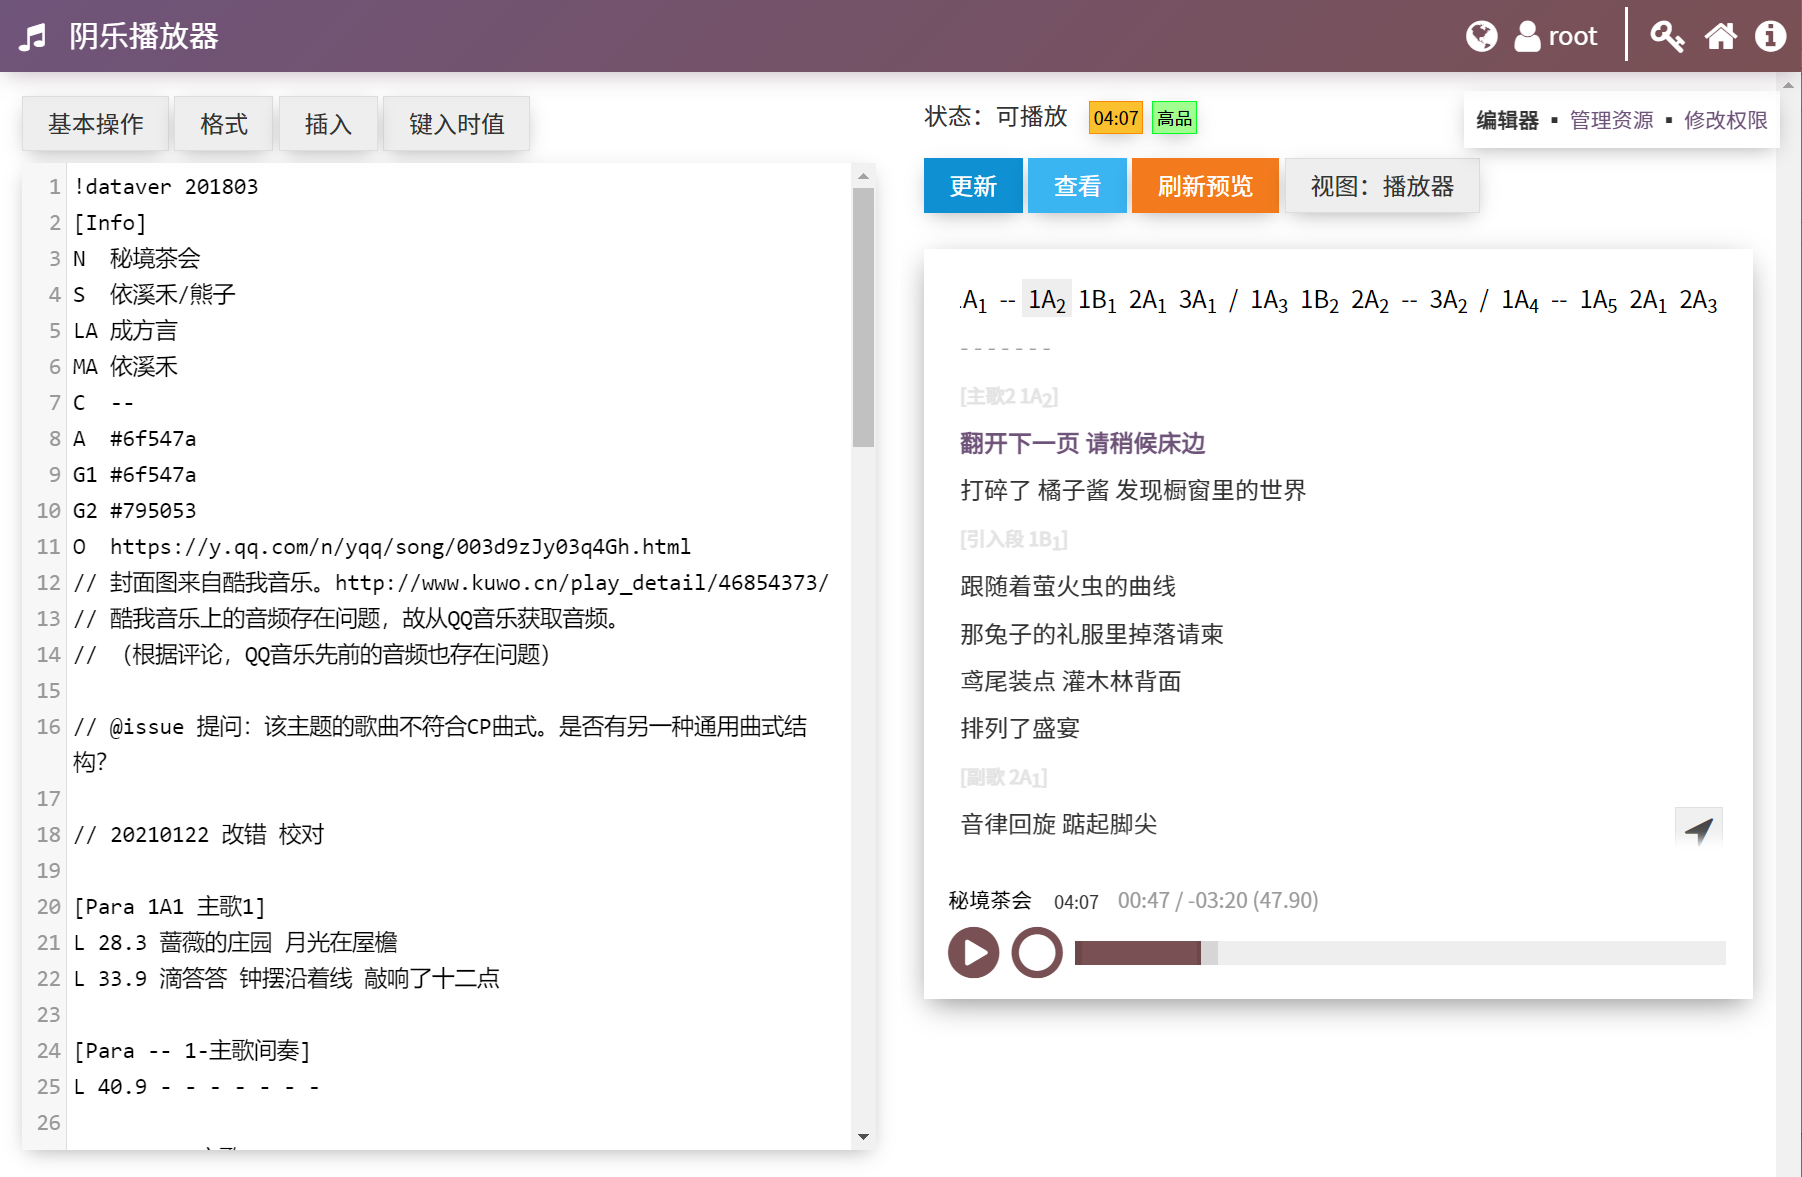 阴乐播放器
root
基本操作 格式 插入 键入时值
1 !dataver 201803
2 [Info]
3 N 秘境茶会
4 S 依溪禾/熊子
5 LA 成方言
6 MA 依溪禾
7 C --
8 A #6f547a
9 G1 #6f547a
10 G2 #795053
11 O https://y.qq.com/n/yqq/song/003d9zJy03q4Gh.html
12 // 封面图来自酷我音乐。http://www.kuwo.cn/play_detail/46854373/
13 // 酷我音乐上的音频存在问题，故从QQ音乐获取音频。
14 // （根据评论，QQ音乐先前的音频也存在问题）
15
16 // @issue 提问：该主题的歌曲不符合CP曲式。是否有另一种通用曲式结
构？
17
18 // 20210122 改错 校对
19
20 [Para 1A1 主歌1]
21 L 28.3 蔷薇的庄园 月光在屋檐
22 L 33.9 滴答答 钟摆沿着线 敲响了十二点
23
24 [Para -- 1-主歌间奏]
25 L 40.9 - - - - - - -
26
状态：可播放 04:07 高品
编辑器 ▪ 管理资源 ▪ 修改权限
更新 查看 刷新预览 视图：播放器
A1 -- 1A2 1B1 2A1 3A1 / 1A3 1B2 2A2 -- 3A2 / 1A4 -- 1A5 2A1 2A3
- - - - - - -
[主歌2 1A2]
翻开下一页 请稍候床边
打碎了 橘子酱 发现橱窗里的世界
[引入段 1B1]
跟随着萤火虫的曲线
那兔子的礼服里掉落请柬
鸢尾装点 灌木林背面
排列了盛宴
[副歌 2A1]
音律回旋 踮起脚尖
秘境茶会 04:07 00:47 / -03:20 (47.90)